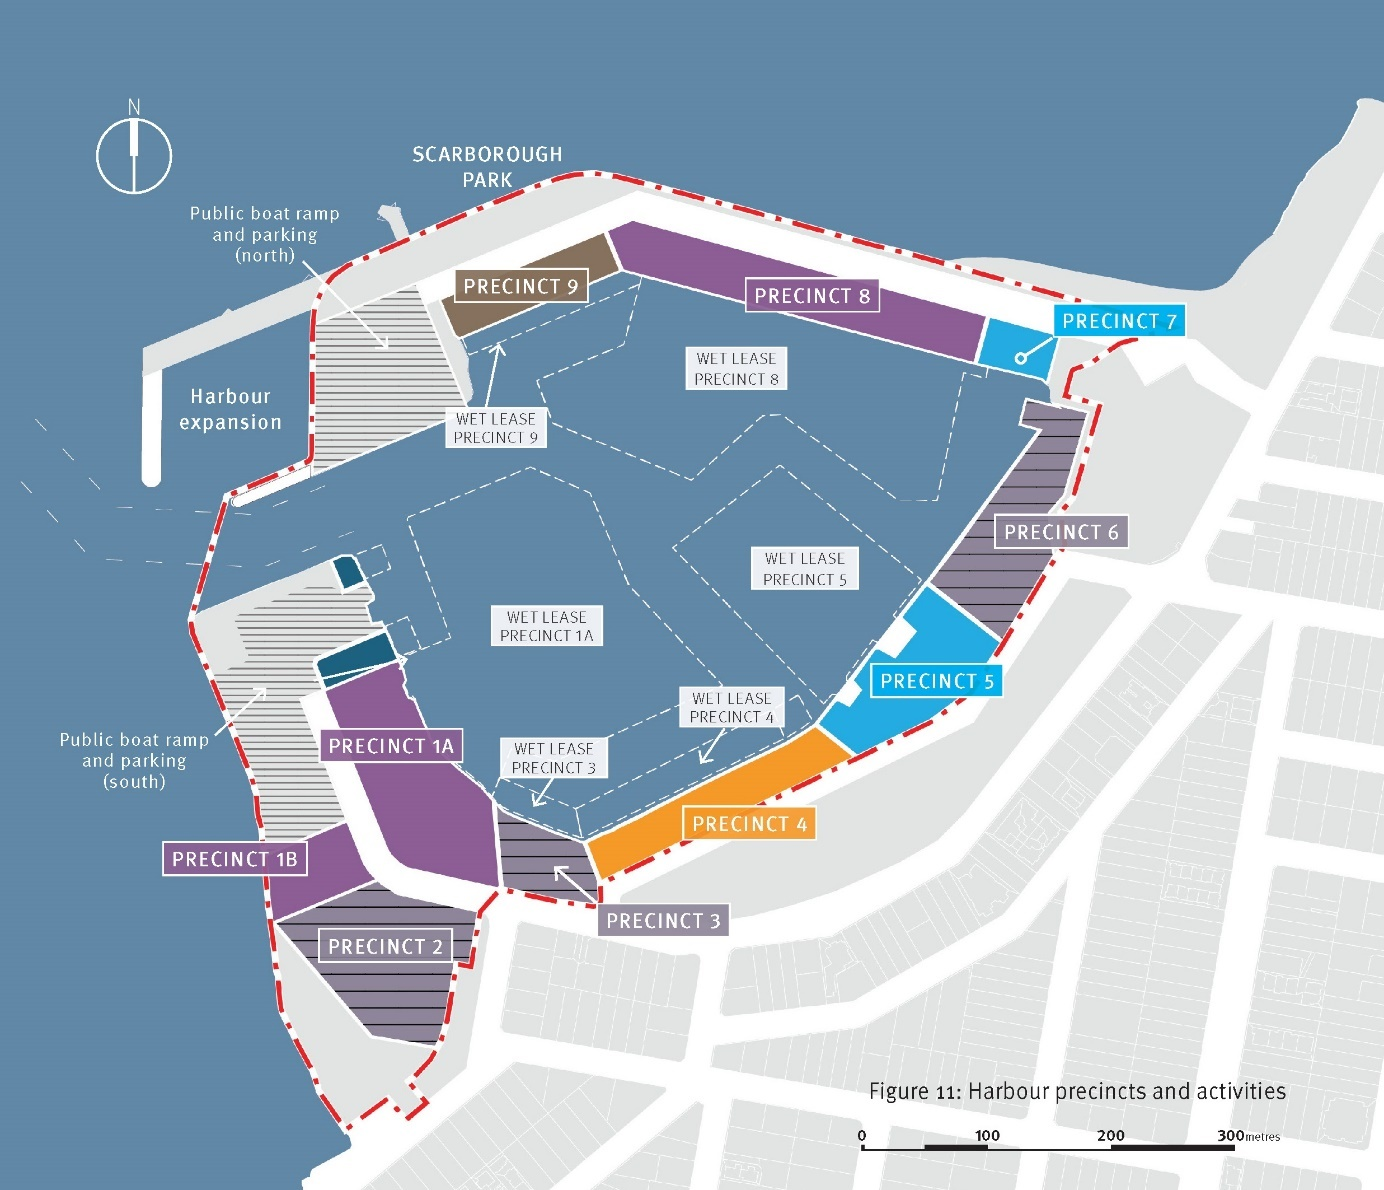 N
SCARBOROUGH
PARK
Public boat ramp
and parking
(north)
PRECINCT 9
PRECINCT 8
PRECINCT 7
WET LEASE
PRECINCT 8
Harbour
expansion
WET LEASE
PRECINCT 9
PRECINCT 6
WET LEASE
PRECINCT 5
WET LEASE
PRECINCT 1A
PRECINCT 5
WET LEASE
PRECINCT 4
Public boat ramp
and parking
(south)
PRECINCT 1A
WET LEASE
PRECINCT 3
PRECINCT 4
PRECINCT 1B
PRECINCT 3
PRECINCT 2
Figure 11: Harbour precincts and activities
0 100 200 300metres